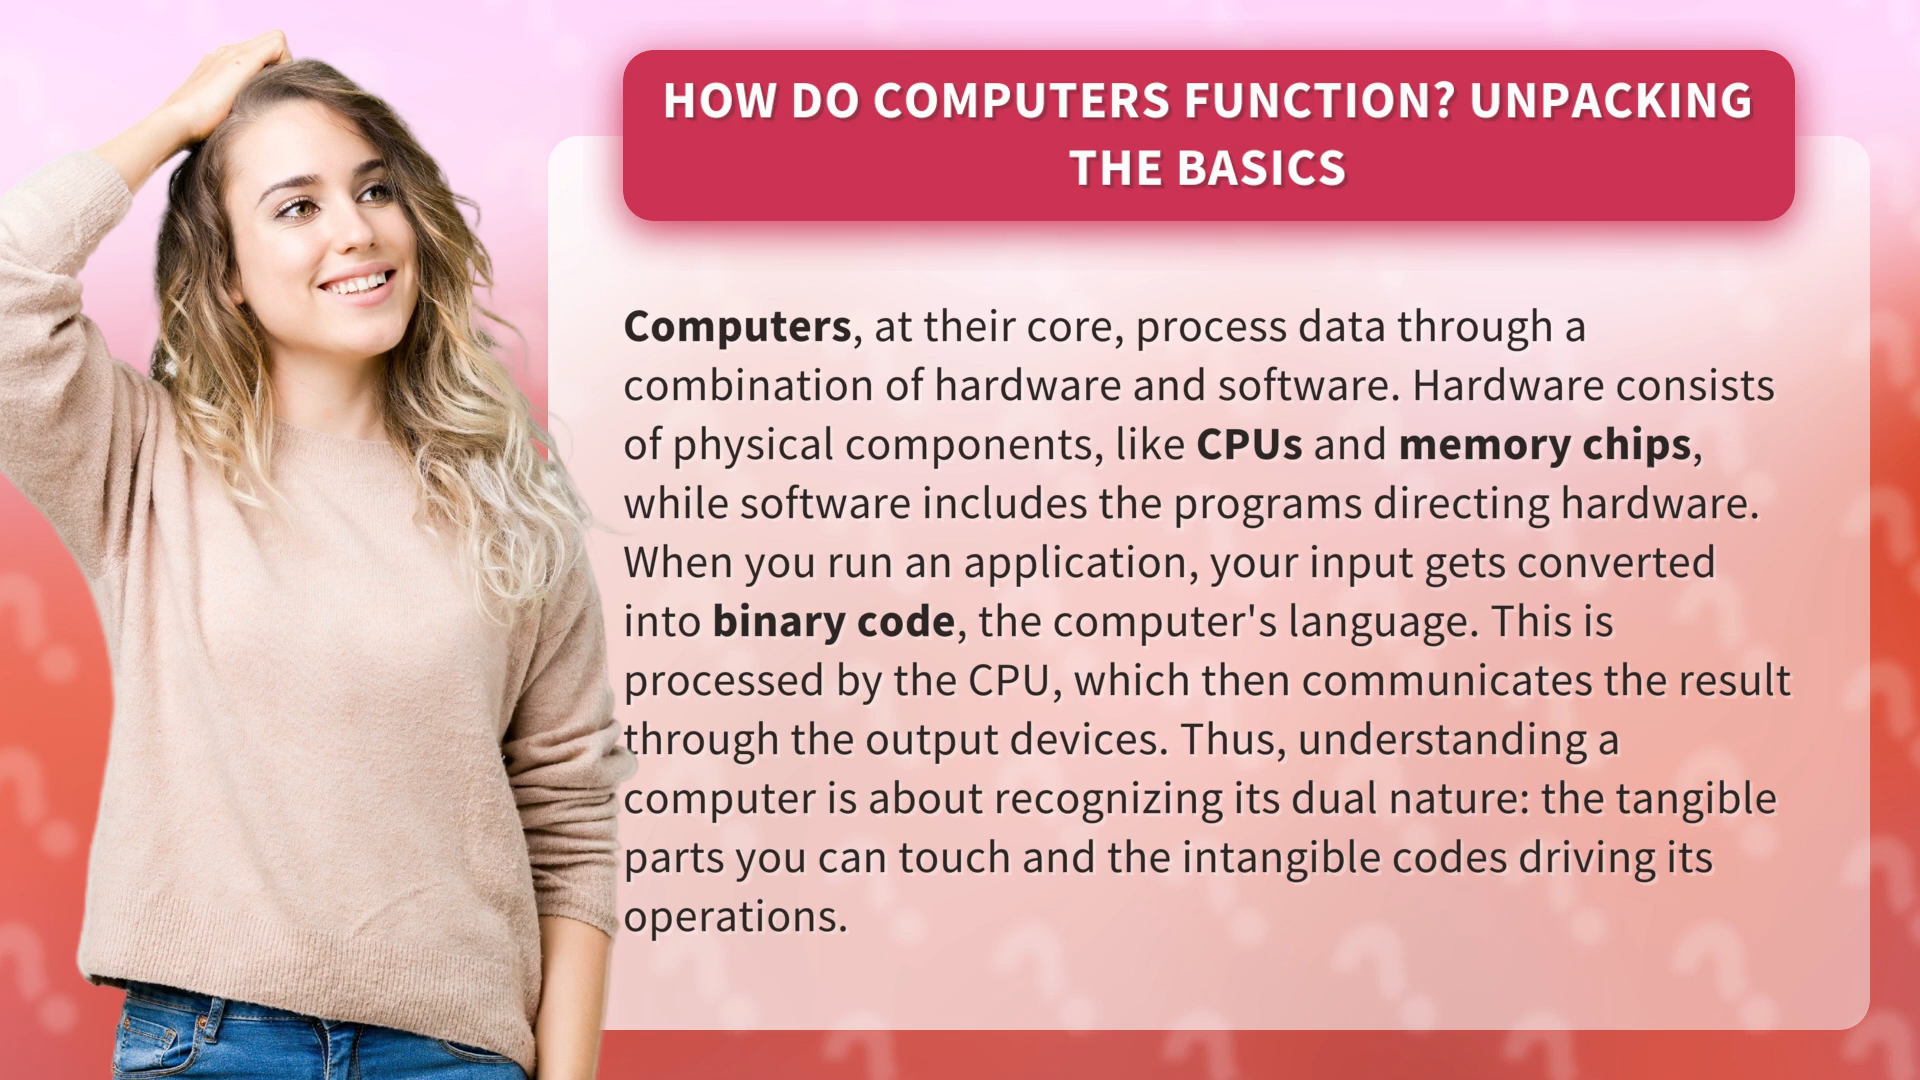 HOW DO COMPUTERS FUNCTION? UNPACKING
THE BASICS
Computers, at their core, process data through a
combination of hardware and software. Hardware consists
of physical components, like CPUs and memory chips,
while software includes the programs directing hardware.
When you run an application, your input gets converted
into binary code, the computer's language. This is
processed by the CPU, which then communicates the result
through the output devices. Thus, understanding a
computer is about recognizing its dual nature: the tangible
parts you can touch and the intangible codes driving its
operations.